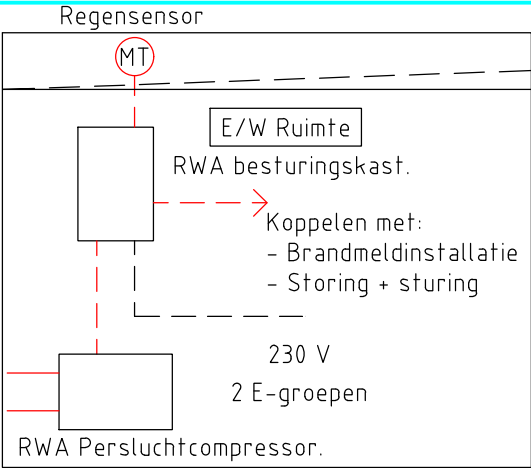 Regensensor
MT
E/W Ruimte
RWA besturingskast.
Koppelen met:
- Brandmeldinstallatie
- Storing + sturing
230 V
2 E-groepen
RWA Persluchtcompressor.